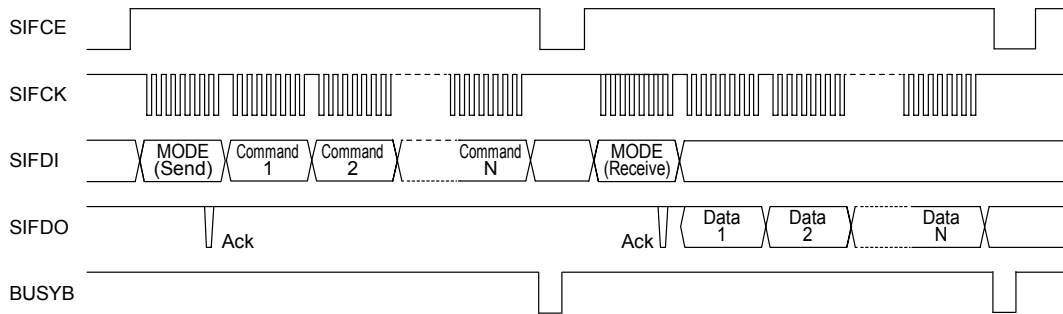 SIFCE
SIFCK
SIFDI
MODE
(Send)
Command
1
Command
2
Command
N
MODE
(Receive)
SIFDO
Ack
Ack
Data
1
Data
2
Data
N
BUSYB